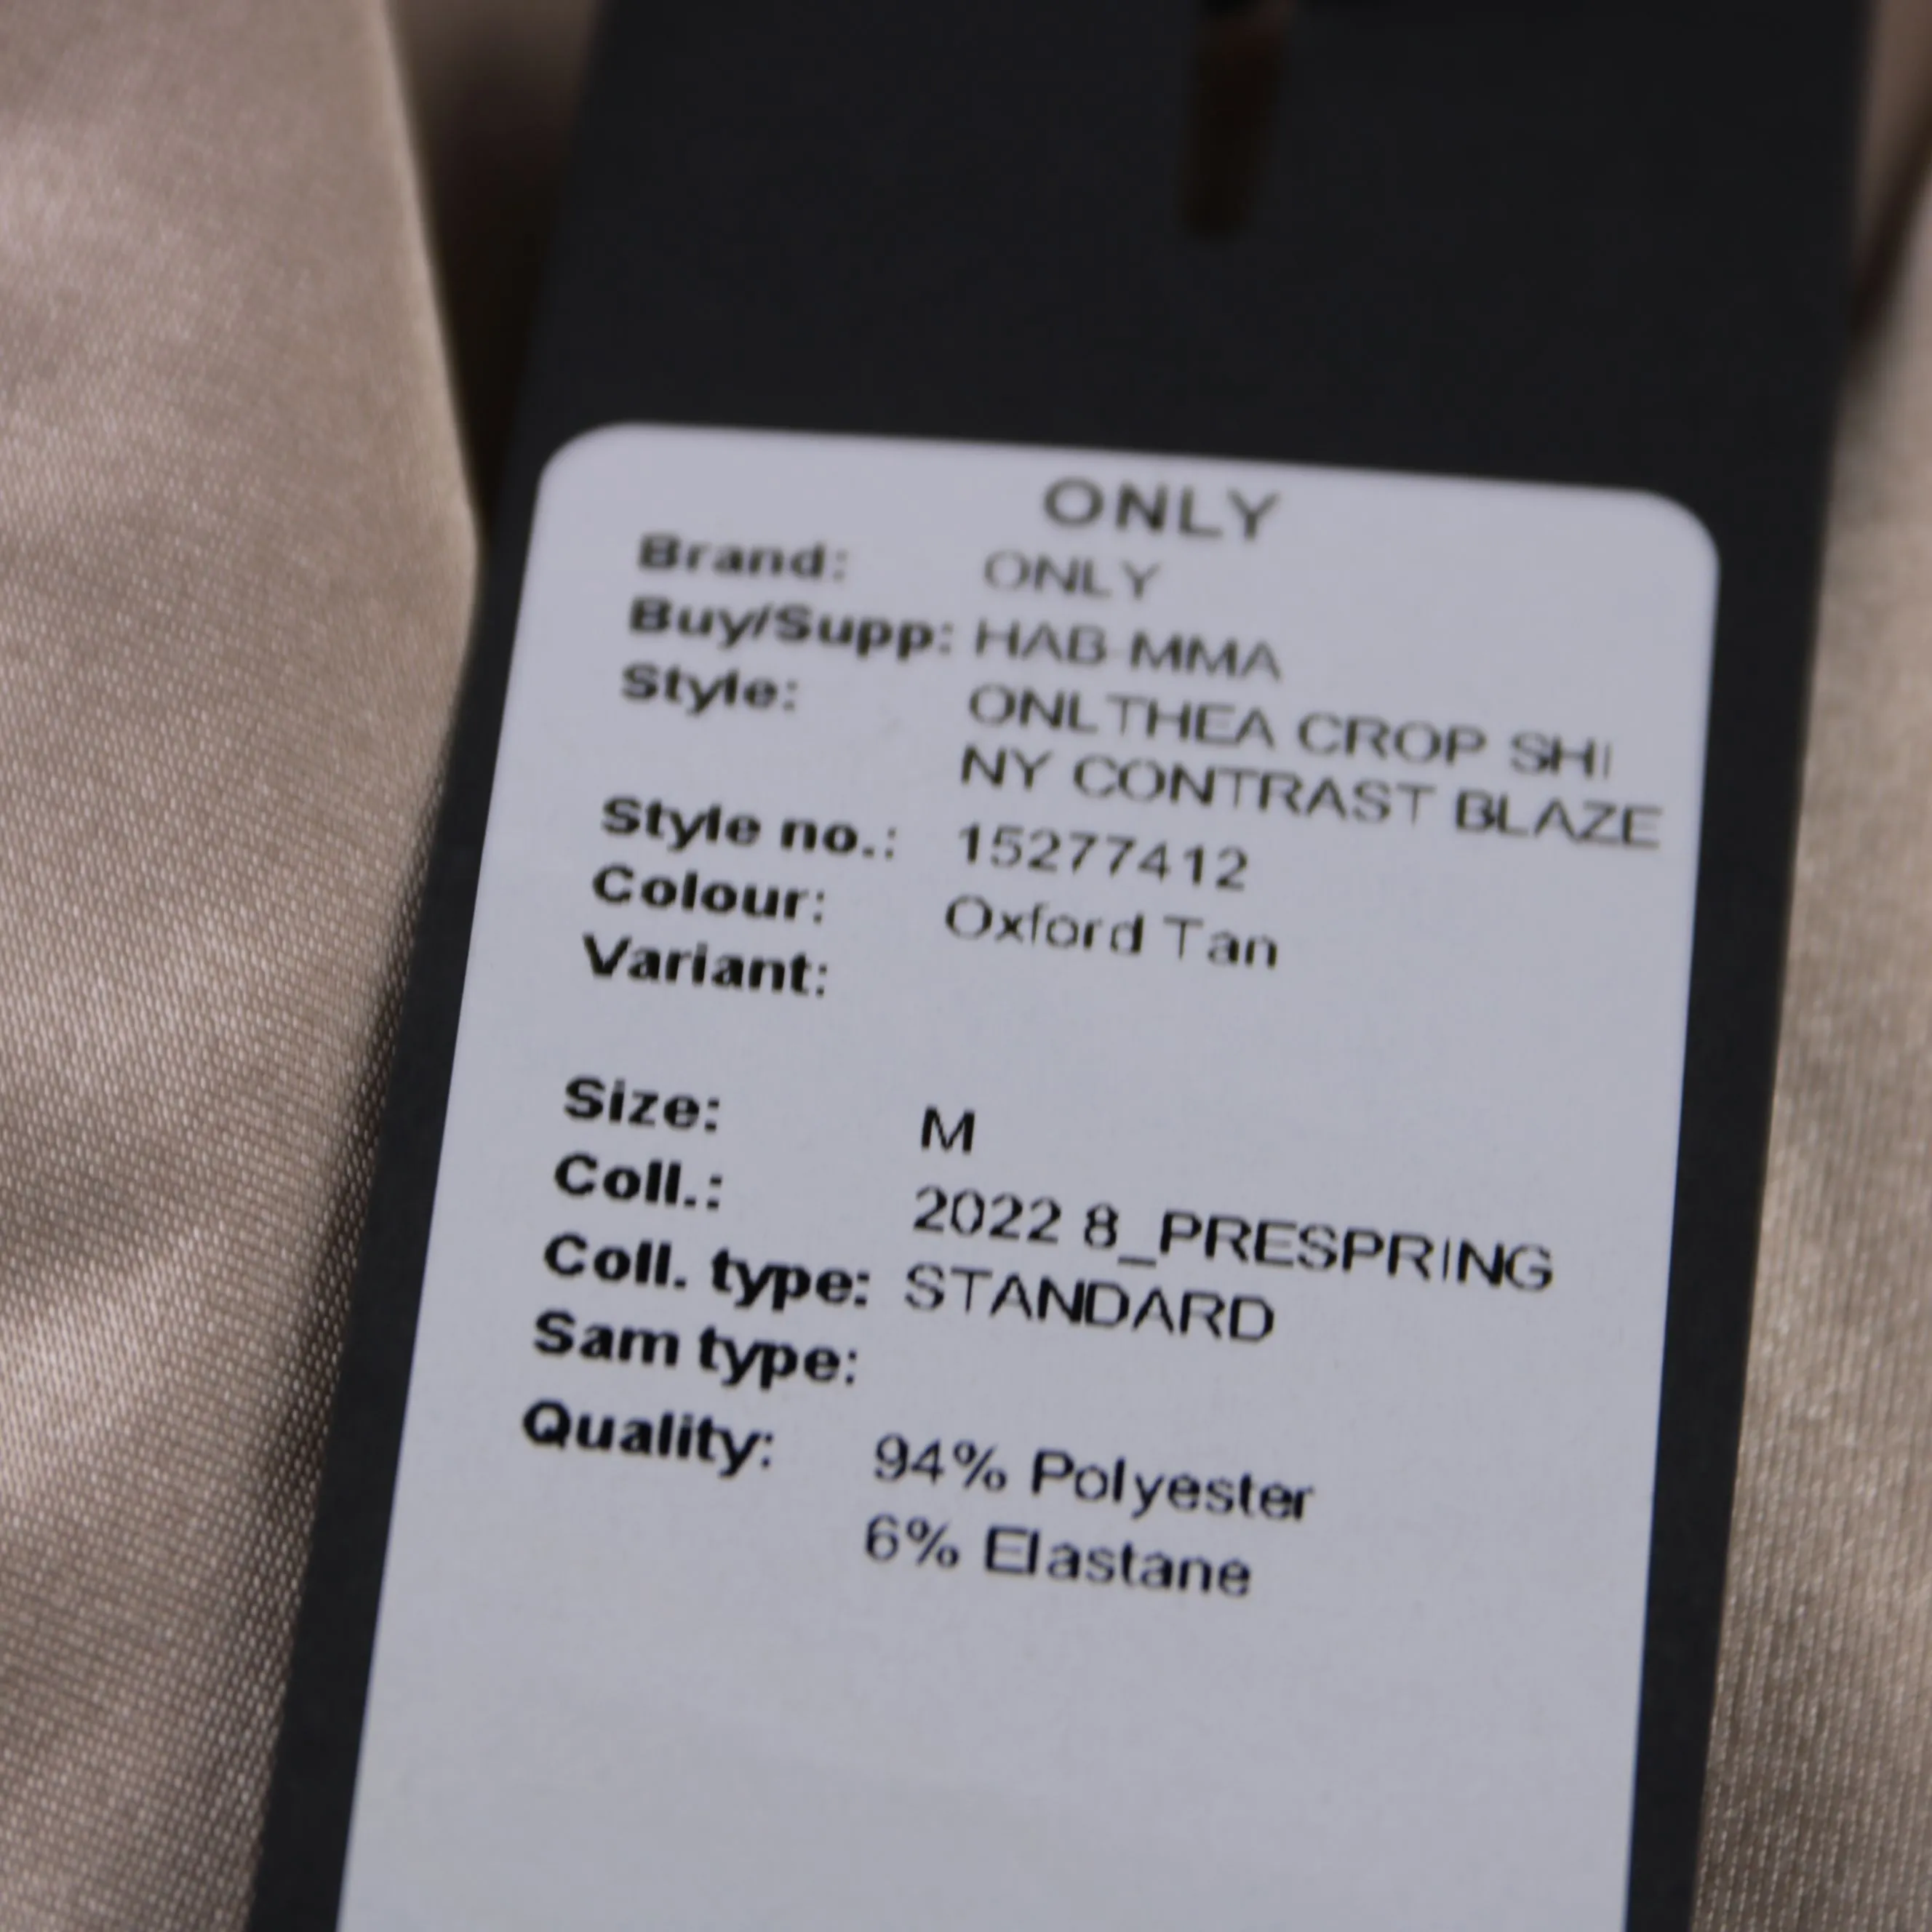 ONLY
Brand: ONLY
Buy/Supp: HAB-MMA
Style: ONLTHEA CROP SHI
NY CONTRAST BLAZE
Style no.: 15277412
Colour: Oxford Tan
Variant:
Size: M
Coll.: 2022 8_PRESPRING
Coll. type: STANDARD
Sam type:
Quality: 94% Polyester
6% Elastane